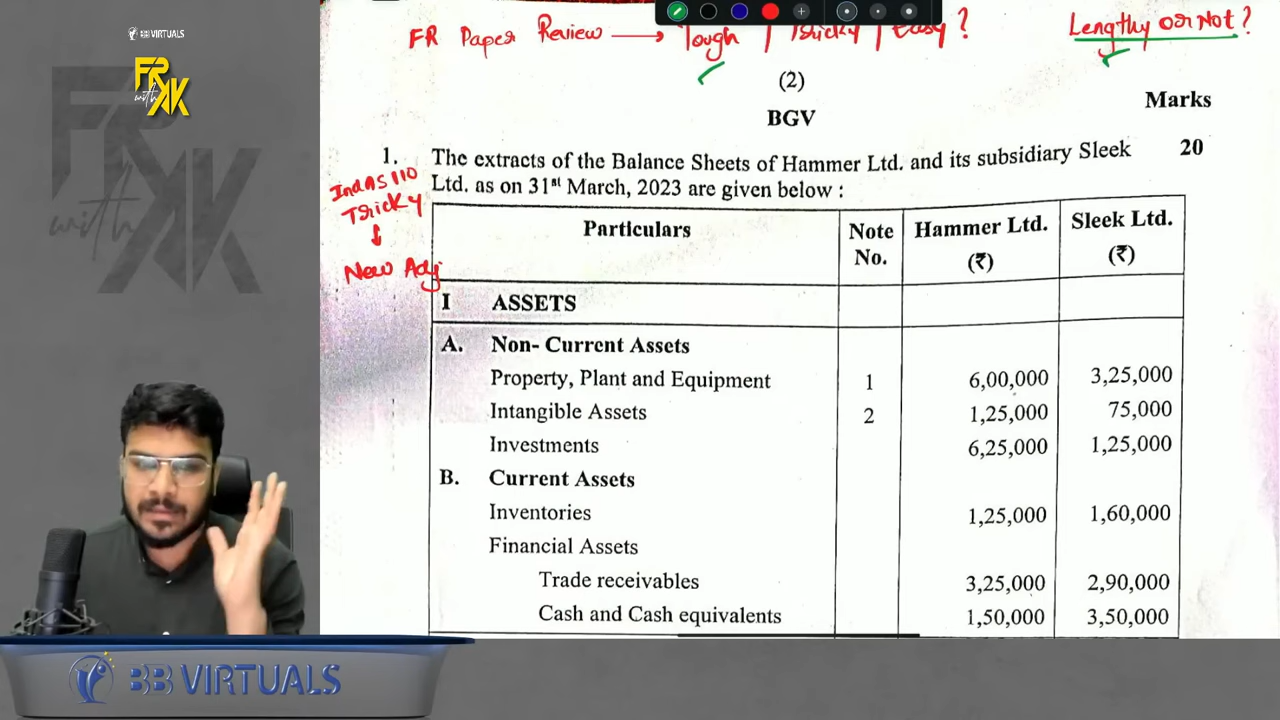 BB VIRTUALS
FR
with
AK
FR
with
AK
FR Paper Review → Tough | Tricky | Easy?
Lengthy or Not?
(2)
BGV
Marks
1. The extracts of the Balance Sheets of Hammer Ltd. and its subsidiary Sleek 20
Ltd. as on 31st March, 2023 are given below :
Ind AS 110
Tricky
↓
New Adj
Particulars Note No. Hammer Ltd. (₹) Sleek Ltd. (₹)
I ASSETS
A. Non- Current Assets
Property, Plant and Equipment 1 6,00,000 3,25,000
Intangible Assets 2 1,25,000 75,000
Investments 6,25,000 1,25,000
B. Current Assets
Inventories 1,25,000 1,60,000
Financial Assets
Trade receivables 3,25,000 2,90,000
Cash and Cash equivalents 1,50,000 3,50,000
BB VIRTUALS